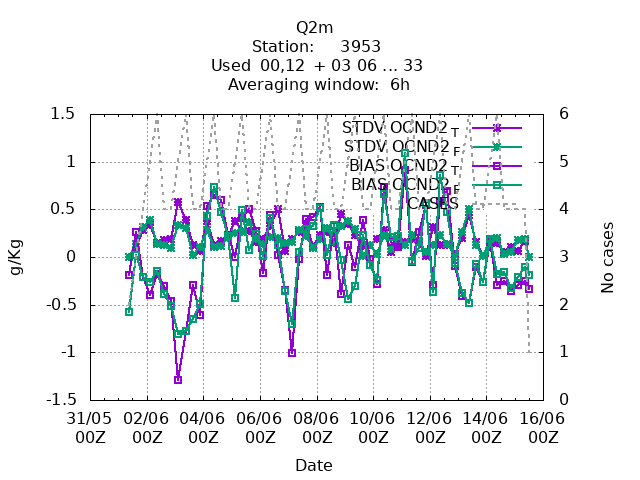 Q2m
Station: 3953
Used 00,12 + 03 06 ... 33
Averaging window: 6h
1.5
1
0.5
0
-0.5
-1
-1.5
g/Kg
6
5
4
3
2
1
0
No cases
STDV OCND2_T
STDV OCND2_F
BIAS OCND2_T
BIAS OCND2_F
CASES
31/05 02/06 04/06 06/06 08/06 10/06 12/06 14/06 16/06
00Z 00Z 00Z 00Z 00Z 00Z 00Z 00Z 00Z
Date